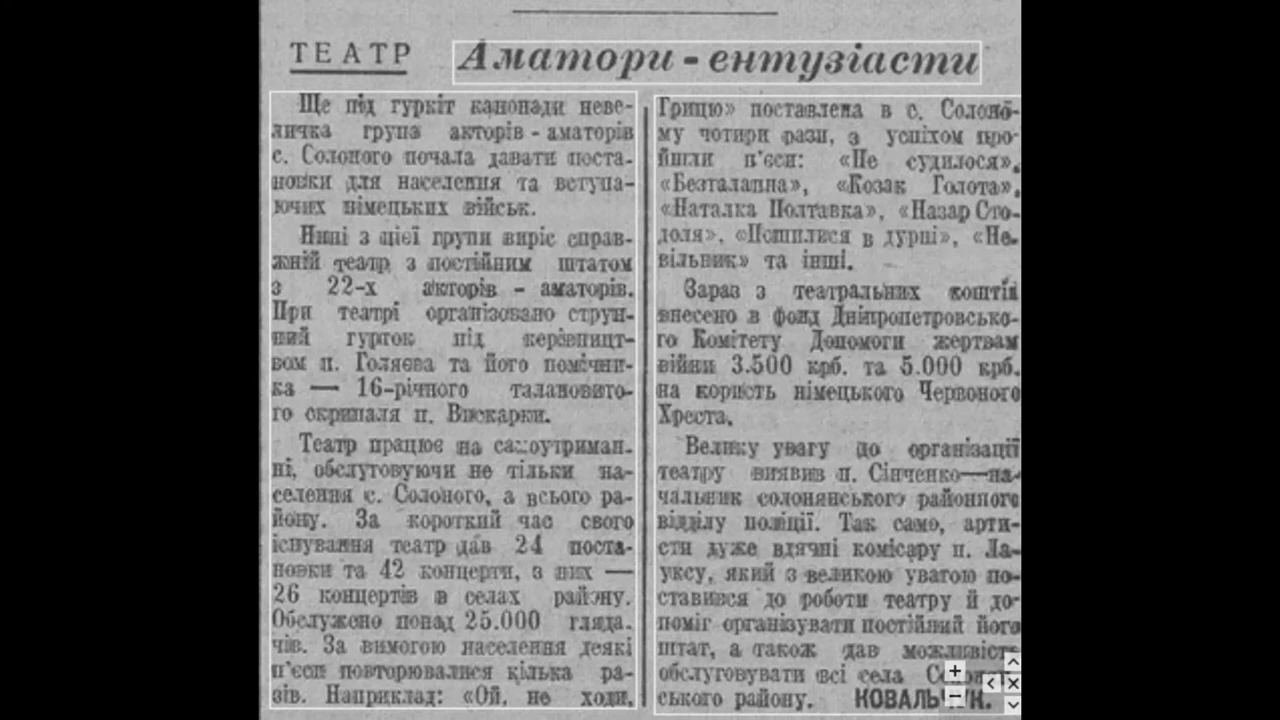 ТЕАТР
Аматори - ентузіасти
Ще під гуркіт канонади неве-
личка група акторів - аматорів
с. Солоного почала давати поста-
новки для населення та вступа-
ючих німецьких військ.
Нині з цієї групи виріс справ-
жній театр з постійним штатом
з 22-х акторів - аматорів.
При театрі організовано струн-
ний гурток під керівницт-
вом п. Голяєва та його помічни-
ка — 16-річного талановито-
го скрипаля п. Вискарки.
Театр працює на самоутриман-
ні, обслуговуючи не тільки на-
селення с. Солоного, а всього ра-
йону. За короткий час свого
існування театр дав 24 поста-
новки та 42 концерти, з них —
26 концертів в селах району.
Обслужено понад 25.000 гляда-
чів. За вимогою населення деякі
п'єси повторювалися кілька ра-
зів. Наприклад: «Ой, не ходи,
Грицю» поставлена в с. Солоно-
му чотири рази, з успіхом про-
йшли п'єси: «Не судилося»,
«Безталанна», «Козак Голота»,
«Наталка Полтавка», «Назар Сто-
доля», «Пошилися в дурні», «Не-
вільник» та інші.
Зараз з театральних коштів
внесено в фонд Дніпропетровсько-
го Комітету Допомоги жертвам
війни 3.500 крб. та 5.000 крб.
на користь німецького Червоного
Хреста.
Велику увагу до організації
театру виявив п. Сінченко—на-
чальник солонянського районного
відділу поліції. Так само, арти-
сти дуже вдячні комісару п. Ла-
уксу, який з великою увагою по-
ставився до роботи театру й до-
поміг організувати постійний його
штат, а також дав можливість
обслуговувати всі села
ського району. КОВАЛЬЧУК.